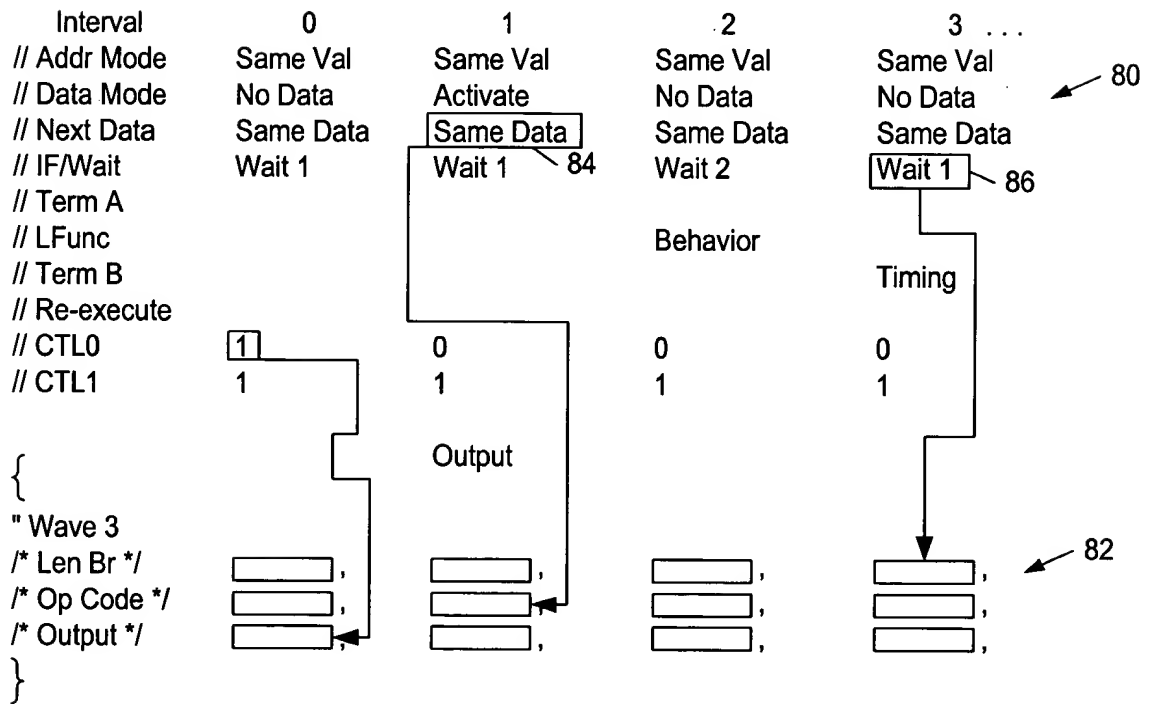 Interval 0 1 2 3 ...
// Addr Mode Same Val Same Val Same Val Same Val
// Data Mode No Data Activate No Data No Data 80
// Next Data Same Data Same Data Same Data Same Data
// IF/Wait Wait 1 Wait 1 84 Wait 2 Wait 1 86
// Term A
// LFunc Behavior
// Term B Timing
// Re-execute
// CTL0 1 0 0 0
// CTL1 1 1 1 1
Output
{
" Wave 3
/* Len Br */ , , , , 82
/* Op Code */ , , , ,
/* Output */ , , , ,
}